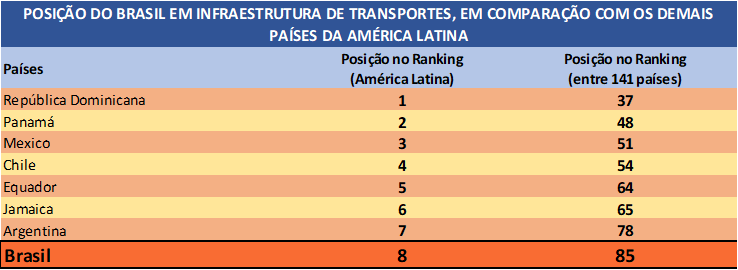 POSIÇÃO DO BRASIL EM INFRAESTRUTURA DE TRANSPORTES, EM COMPARAÇÃO COM OS DEMAIS
PAÍSES DA AMÉRICA LATINA
Países Posição no Ranking (América Latina) Posição no Ranking (entre 141 países)
República Dominicana 1 37
Panamá 2 48
Mexico 3 51
Chile 4 54
Equador 5 64
Jamaica 6 65
Argentina 7 78
Brasil 8 85